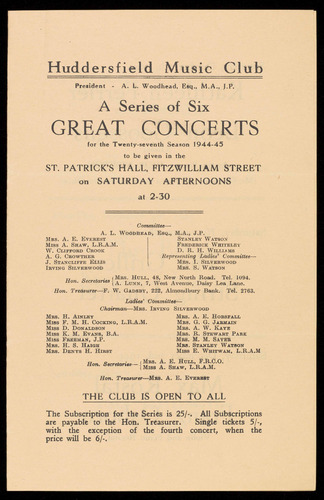 Huddersfield Music Club
President - A. L. Woodhead, Esq., M.A., J.P.
A Series of Six
GREAT CONCERTS
for the Twenty-seventh Season 1944-45
to be given in the
ST. PATRICK'S HALL, FITZWILLIAM STREET
on SATURDAY AFTERNOONS
at 2-30
Committee—
A. L. WOODHEAD, Esq., M.A., J.P.
MRS. A. E. EVEREST
MISS A. SHAW, L.R.A.M.
W. CLIFFORD CROOK
A. G. CROWTHER
J. STANCLIFFE ELLIS
IRVING SILVERWOOD
STANLEY WATSON
FREDERICK WHITELEY
D. R. H. WILLIAMS
Representing Ladies' Committee—
MRS. I. SILVERWOOD
MRS. S. WATSON
Hon. Secretaries { MRS. HULL, 48, New North Road. Tel. 1094.
A. LUNN, 7, West Avenue, Daisy Lea Lane.
Hon. Treasurer—F. W. GADSBY, 222, Almondbury Bank. Tel. 2763.
Ladies' Committee—
Chairman—MRS. IRVING SILVERWOOD
MRS. H. AINLEY
MISS F. M. H. COCKING, L.R.A.M.
MISS D. DONALDSON
MISS K. M. EVANS, B.A.
MISS FREEMAN, J.P.
MRS. H. S. HAIGH
MRS. DENYS H. HIRST
MRS. A. E. HORSFALL
MRS. G. G. JARMAIN
MRS. A. W. KAYE
MRS. R. STEWART PARK
MRS. M. M. SAYER
MRS. STANLEY WATSON
MISS E. WHITWAM, L.R.A.M
Hon. Secretaries— { MRS. A. E. HULL, F.R.C.O.
MISS A. SHAW, L.R.A.M.
Hon. Treasurer—MRS. A. E. EVEREST
THE CLUB IS OPEN TO ALL.
The Subscription for the Series is 25/-. All Subscriptions
are payable to the Hon. Treasurer. Single tickets 5/-,
with the exception of the fourth concert, when the
price will be 6/-.